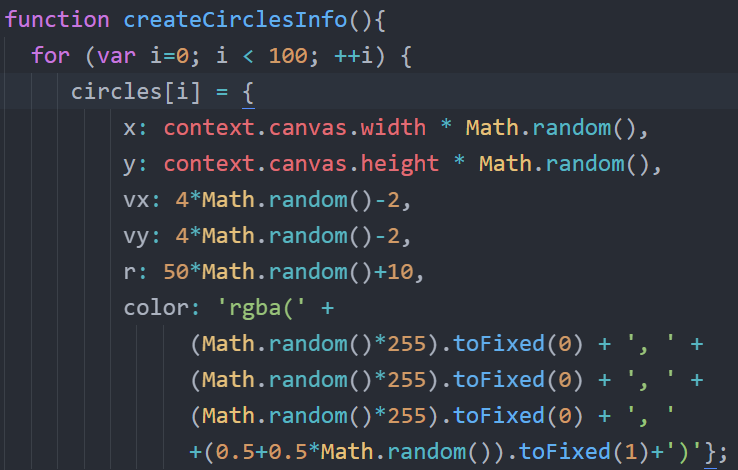 function createCirclesInfo(){
for (var i=0; i < 100; ++i) {
circles[i] = {
x: context.canvas.width * Math.random(),
y: context.canvas.height * Math.random(),
vx: 4*Math.random()-2,
vy: 4*Math.random()-2,
r: 50*Math.random()+10,
color: 'rgba(' +
(Math.random()*255).toFixed(0) + ', ' +
(Math.random()*255).toFixed(0) + ', ' +
(Math.random()*255).toFixed(0) + ', '
+(0.5+0.5*Math.random()).toFixed(1)+')'};